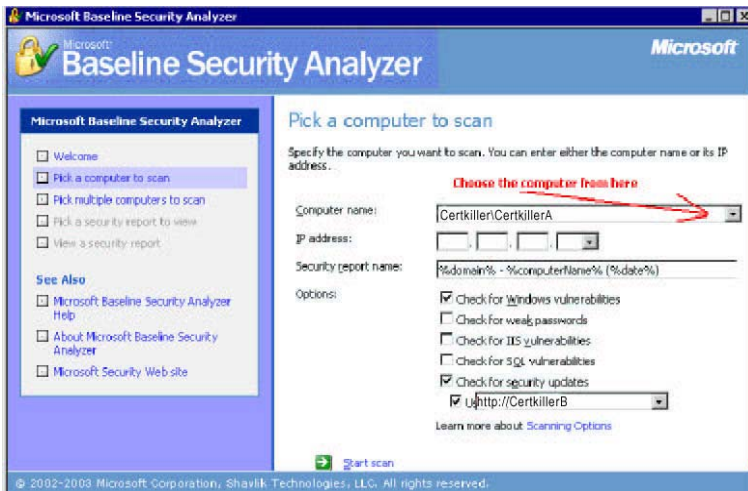 Microsoft Baseline Security Analyzer
Microsoft
Baseline Security Analyzer
Microsoft
Microsoft Baseline Security Analyzer
Welcome
Pick a computer to scan
Pick multiple computers to scan
Pick a security report to view
View a security report
See Also
Microsoft Baseline Security Analyzer
Help
About Microsoft Baseline Security
Analyzer
Microsoft Security Web site
Pick a computer to scan
Specify the computer you want to scan. You can enter either the computer name or its IP
address.
Choose the computer from here
Computer name:
Certkiller\CertkillerA
IP address:
Security report name:
%domain% - %computerName% (%date%)
Options:
Check for Windows vulnerabilities
Check for weak passwords
Check for IIS vulnerabilities
Check for SQL vulnerabilities
Check for security updates
http://CertkillerB
Learn more about Scanning Options
Start scan
© 2002-2003 Microsoft Corporation, Shavlik Technologies, LLC. All rights reserved.